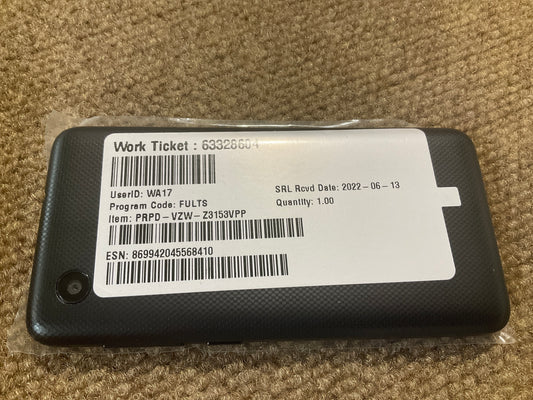 Work Ticket : 63328604
UserID: WA17
SRL Rcvd Date: 2022-06-13
Program Code: FULTS
Quantity: 1.00
Item: PRPD-VZW-Z3153VPP
ESN: 869942045568410